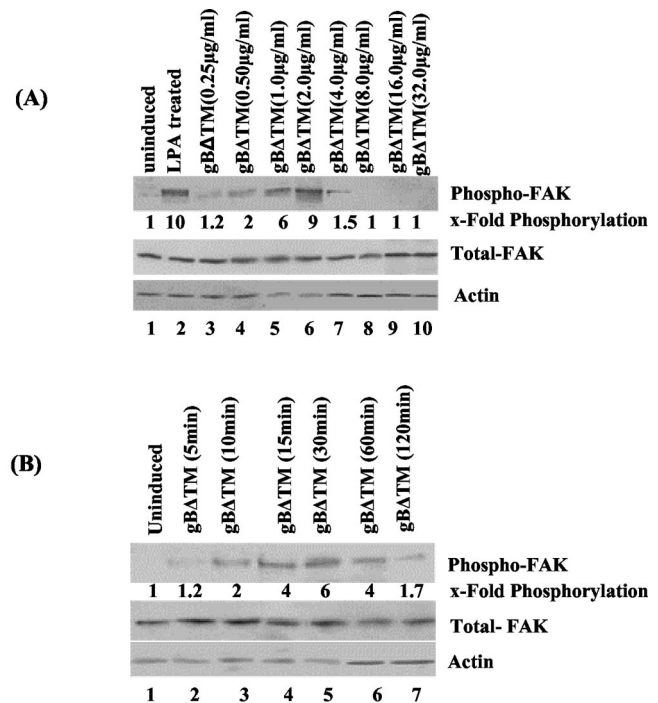 (A)
uninduced
LPA treated
gBΔTM(0.25µg/ml)
gBΔTM(0.50µg/ml)
gBΔTM(1.0µg/ml)
gBΔTM(2.0µg/ml)
gBΔTM(4.0µg/ml)
gBΔTM(8.0µg/ml)
gBΔTM(16.0µg/ml)
gBΔTM(32.0µg/ml)
Phospho-FAK
1 10 1.2 2 6 9 1.5 1 1 1 x-Fold Phosphorylation
Total-FAK
Actin
1 2 3 4 5 6 7 8 9 10
(B)
Uninduced
gBΔTM (5min)
gBΔTM (10min)
gBΔTM (15min)
gBΔTM (30min)
gBΔTM (60min)
gBΔTM (120min)
Phospho-FAK
1 1.2 2 4 6 4 1.7 x-Fold Phosphorylation
Total- FAK
Actin
1 2 3 4 5 6 7